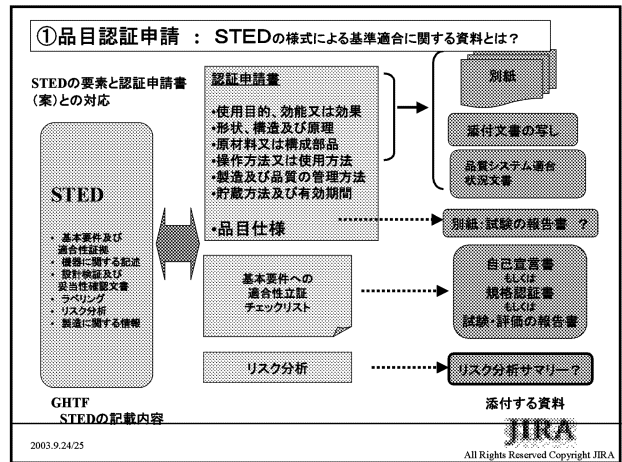 ①品目認証申請 : STEDの様式による基準適合に関する資料とは?
STEDの要素と認証申請書
(案)との対応
STED
・ 基本要件及び
適合性証拠
・ 機器に関する記述
・ 設計検証及び
妥当性確認文書
・ ラベリング
・ リスク分析
・ 製造に関する情報
GHTF
STEDの記載内容
認証申請書
・使用目的、効能又は効果
・形状、構造及び原理
・原材料又は構成部品
・操作方法又は使用方法
・製造及び品質の管理方法
・貯蔵方法及び有効期間
・品目仕様
基本要件への
適合性立証
チェックリスト
リスク分析
別紙
添付文書の写し
品質システム適合
状況文書
別紙:試験の報告書 ?
自己宣言書
もしくは
規格認証書
もしくは
試験・評価の報告書
リスク分析サマリー?
添付する資料
2003.9.24/25
JIRA
All Rights Reserved Copyright JIRA